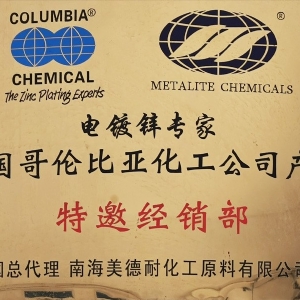 COLUMBIA®
CHEMICAL
The Zinc Plating Experts
METALITE CHEMICALS®
电镀锌专家
国哥伦比亚化工公司产
特邀经销部
国总代理 南海美德耐化工原料有限公司